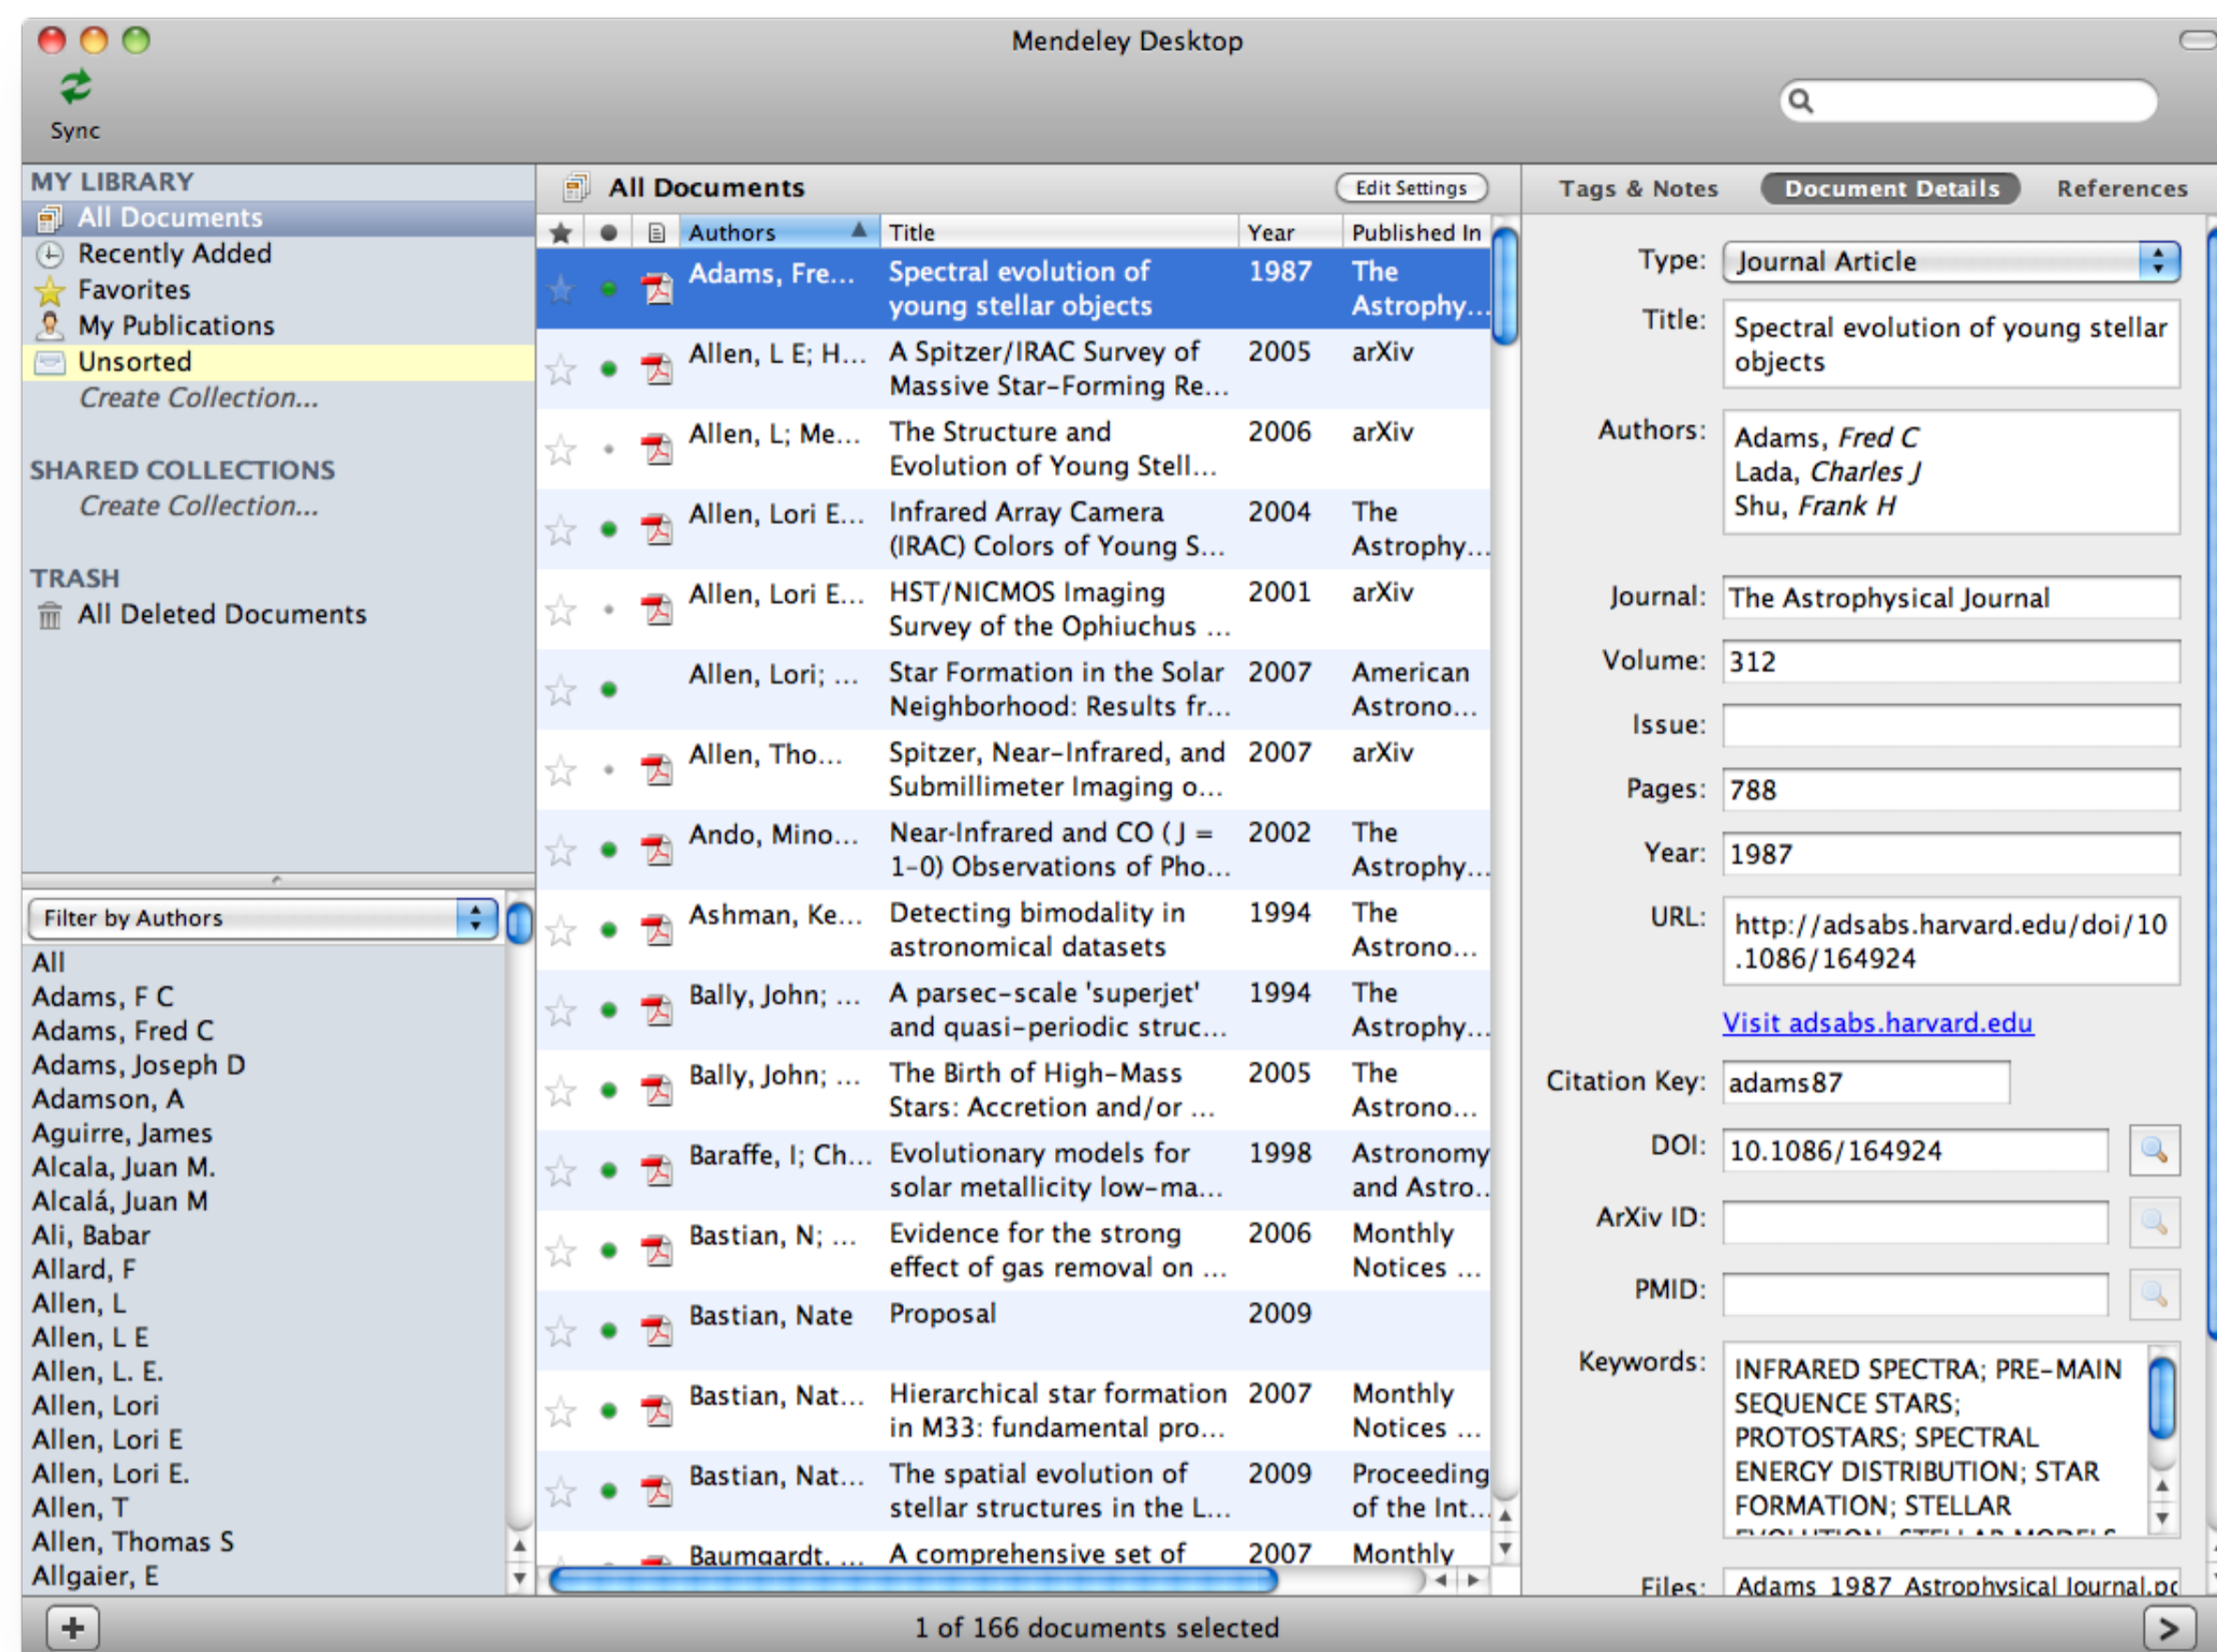 Mendeley Desktop
Sync
MY LIBRARY
All Documents
Recently Added
Favorites
My Publications
Unsorted
Create Collection...
SHARED COLLECTIONS
Create Collection...
TRASH
All Deleted Documents
Filter by Authors
All
Adams, F C
Adams, Fred C
Adams, Joseph D
Adamson, A
Aguirre, James
Alcala, Juan M.
Alcalá, Juan M
Ali, Babar
Allard, F
Allen, L
Allen, L E
Allen, L. E.
Allen, Lori
Allen, Lori E
Allen, Lori E.
Allen, T
Allen, Thomas S
Allgaier, E
All Documents
Edit Settings
Authors Title Year Published In
Adams, Fre... Spectral evolution of 1987 The
young stellar objects Astrophy...
Allen, L E; H... A Spitzer/IRAC Survey of 2005 arXiv
Massive Star-Forming Re...
Allen, L; Me... The Structure and 2006 arXiv
Evolution of Young Stell...
Allen, Lori E... Infrared Array Camera 2004 The
(IRAC) Colors of Young S... Astrophy...
Allen, Lori E... HST/NICMOS Imaging 2001 arXiv
Survey of the Ophiuchus ...
Allen, Lori; ... Star Formation in the Solar 2007 American
Neighborhood: Results fr... Astrono...
Allen, Tho... Spitzer, Near-Infrared, and 2007 arXiv
Submillimeter Imaging o...
Ando, Mino... Near-Infrared and CO ( J = 2002 The
1-0) Observations of Pho... Astrophy...
Ashman, Ke... Detecting bimodality in 1994 The
astronomical datasets Astrono...
Bally, John; ... A parsec-scale 'superjet' 1994 The
and quasi-periodic struc... Astrophy...
Bally, John; ... The Birth of High-Mass 2005 The
Stars: Accretion and/or ... Astrono...
Baraffe, I; Ch... Evolutionary models for 1998 Astronomy
solar metallicity low-ma... and Astro..
Bastian, N; ... Evidence for the strong 2006 Monthly
effect of gas removal on ... Notices ...
Bastian, Nate Proposal 2009
Bastian, Nat... Hierarchical star formation 2007 Monthly
in M33: fundamental pro... Notices ...
Bastian, Nat... The spatial evolution of 2009 Proceeding
stellar structures in the L... of the Int...
Baumgardt, ... A comprehensive set of 2007 Monthly
Tags & Notes Document Details References
Type: Journal Article
Title: Spectral evolution of young stellar
objects
Authors: Adams, Fred C
Lada, Charles J
Shu, Frank H
Journal: The Astrophysical Journal
Volume: 312
Issue:
Pages: 788
Year: 1987
URL: http://adsabs.harvard.edu/doi/10
.1086/164924
Visit adsabs.harvard.edu
Citation Key: adams87
DOI: 10.1086/164924
ArXiv ID:
PMID:
Keywords: INFRARED SPECTRA; PRE-MAIN
SEQUENCE STARS;
PROTOSTARS; SPECTRAL
ENERGY DISTRIBUTION; STAR
FORMATION; STELLAR
EVOLUTION; STELLAR MODELS
Files: Adams_1987_Astrophysical Journal.pd
1 of 166 documents selected